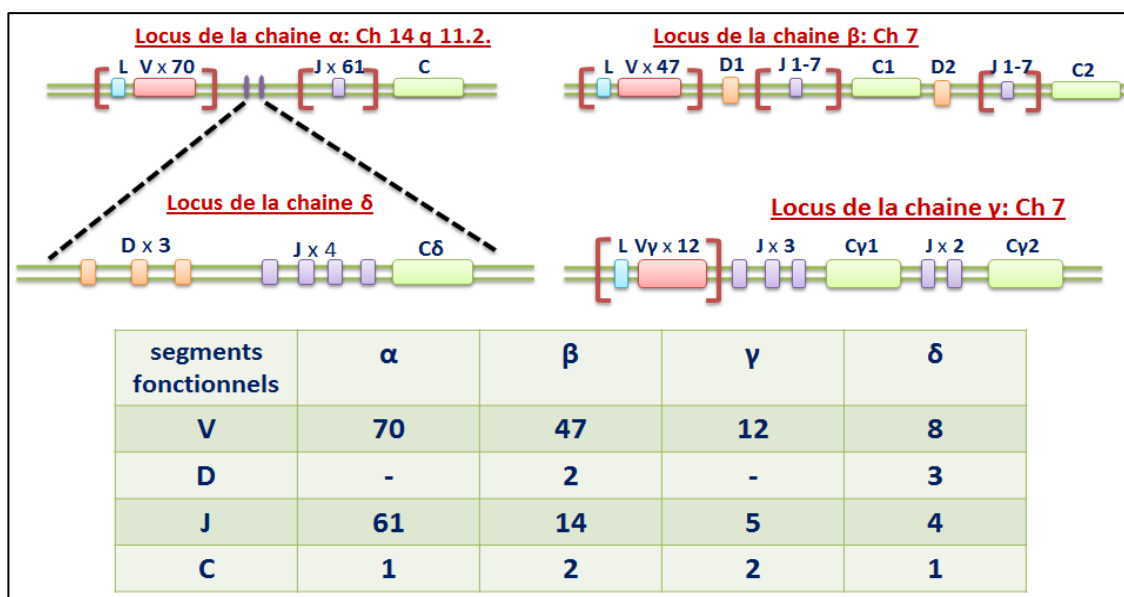 Locus de la chaine α: Ch 14 q 11.2.
L V x 70 J x 61 C
Locus de la chaine β: Ch 7
L V x 47 D1 J 1-7 C1 D2 J 1-7 C2
Locus de la chaine δ
D x 3 J x 4 Cδ
Locus de la chaine γ: Ch 7
L Vγ x 12 J x 3 Cγ1 J x 2 Cγ2
segments fonctionnels α β γ δ
V 70 47 12 8
D - 2 - 3
J 61 14 5 4
C 1 2 2 1